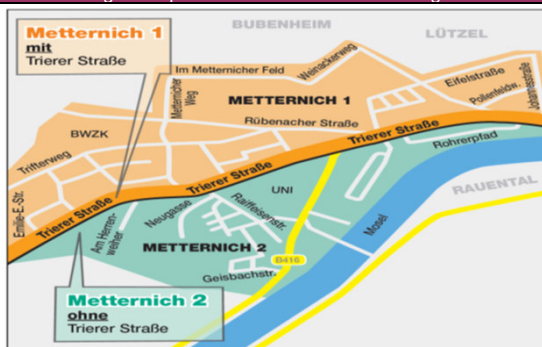 BUBENHEIM
LÜTZEL
Metternich 1
mit
Trierer Straße
Im Metternicher Feld
Weinackerweg
Eifelstraße
Pollenfeldw.
Johannesstraße
Metternicher
Weg
METTERNICH 1
Rübenacher Straße
BWZK
Trifterweg
Trierer Straße
Rohrerpfad
Trierer Straße
UNI
RAUENTAL
Emilie-E.-Str.
Trierer Straße
Am Herren-
weiher
Neugasse
Raiffeisenstr.
Mosel
METTERNICH 2
B416
Geisbachstr.
Metternich 2
ohne
Trierer Straße